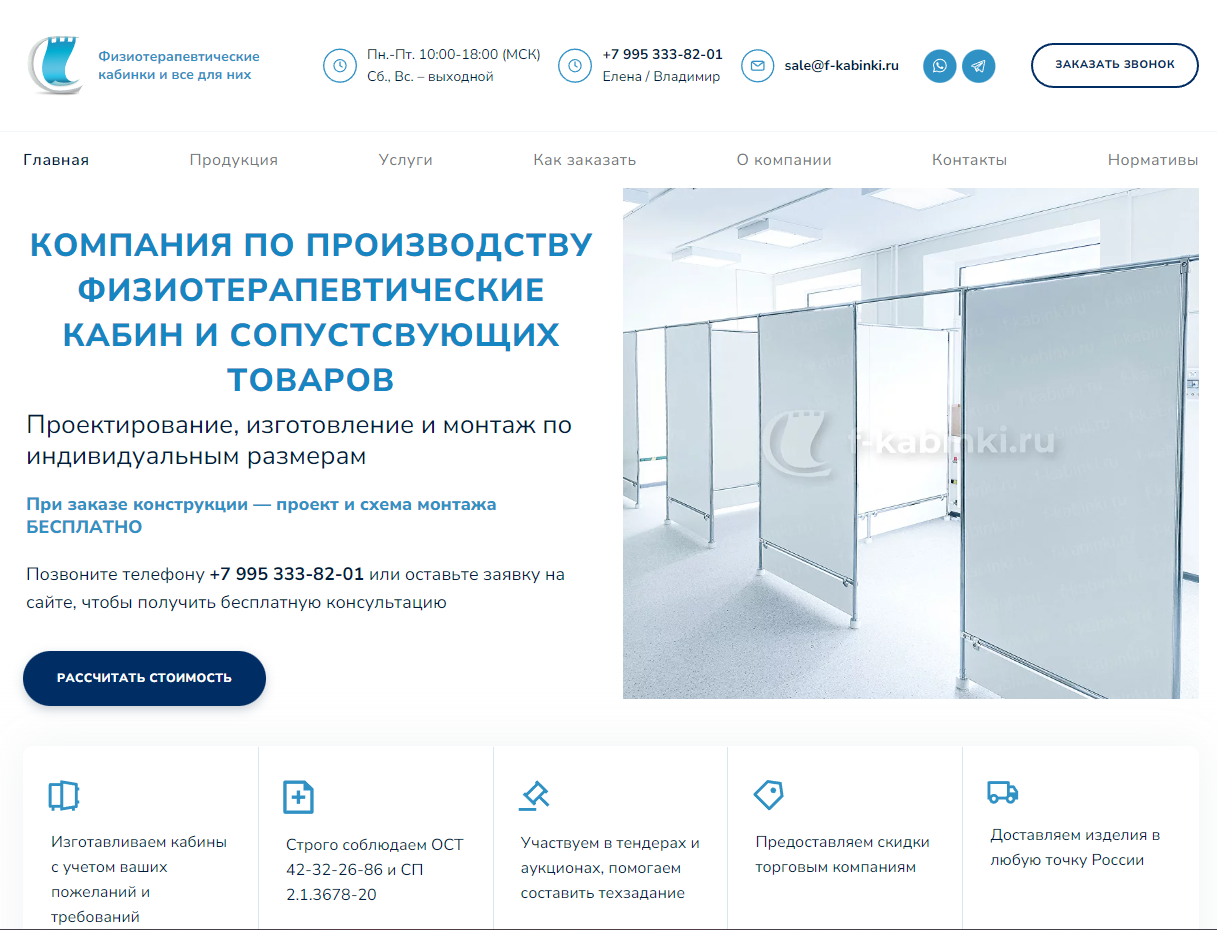 Физиотерапевтические
кабинки и все для них
Пн.-Пт. 10:00-18:00 (МСК)
Сб., Вс. – выходной
+7 995 333-82-01
Елена / Владимир
sale@f-kabinki.ru
ЗАКАЗАТЬ ЗВОНОК
Главная
Продукция
Услуги
Как заказать
О компании
Контакты
Нормативы
КОМПАНИЯ ПО ПРОИЗВОДСТВУ
ФИЗИОТЕРАПЕВТИЧЕСКИЕ
КАБИН И СОПУСТСВУЮЩИХ
ТОВАРОВ
Проектирование, изготовление и монтаж по
индивидуальным размерам
При заказе конструкции — проект и схема монтажа
БЕСПЛАТНО
Позвоните телефону +7 995 333-82-01 или оставьте заявку на
сайте, чтобы получить бесплатную консультацию
РАССЧИТАТЬ СТОИМОСТЬ
f-kabinki.ru
Изготавливаем кабины
с учетом ваших
пожеланий и
требований
Строго соблюдаем ОСТ
42-32-26-86 и СП
2.1.3678-20
Участвуем в тендерах и
аукционах, помогаем
составить техзадание
Предоставляем скидки
торговым компаниям
Доставляем изделия в
любую точку России